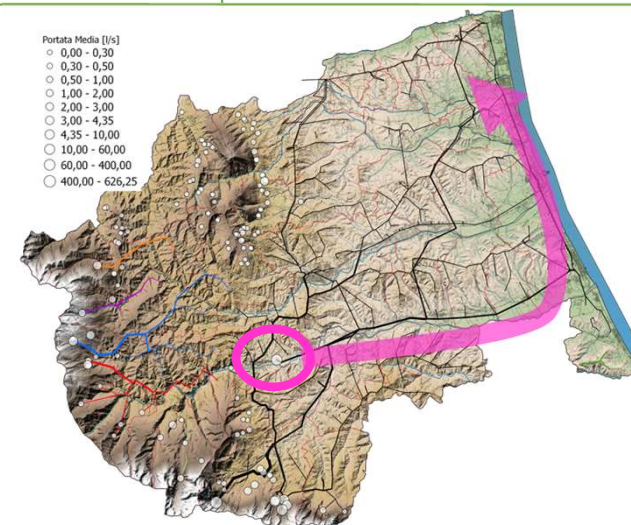 Portata Media [l/s]
0,00 - 0,30
0,30 - 0,50
0,50 - 1,00
1,00 - 2,00
2,00 - 3,00
3,00 - 4,35
4,35 - 10,00
10,00 - 60,00
60,00 - 400,00
400,00 - 626,25